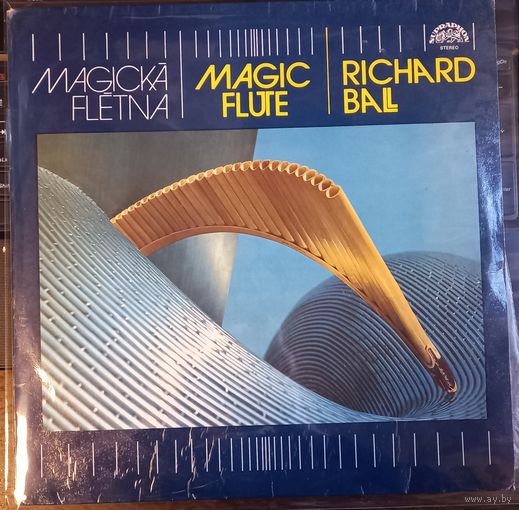 MAGICKÁ
FLÉTNA
MAGIC
FLUTE
RICHARD
BALL
SUPRAPHON
STEREO
www.ay.by